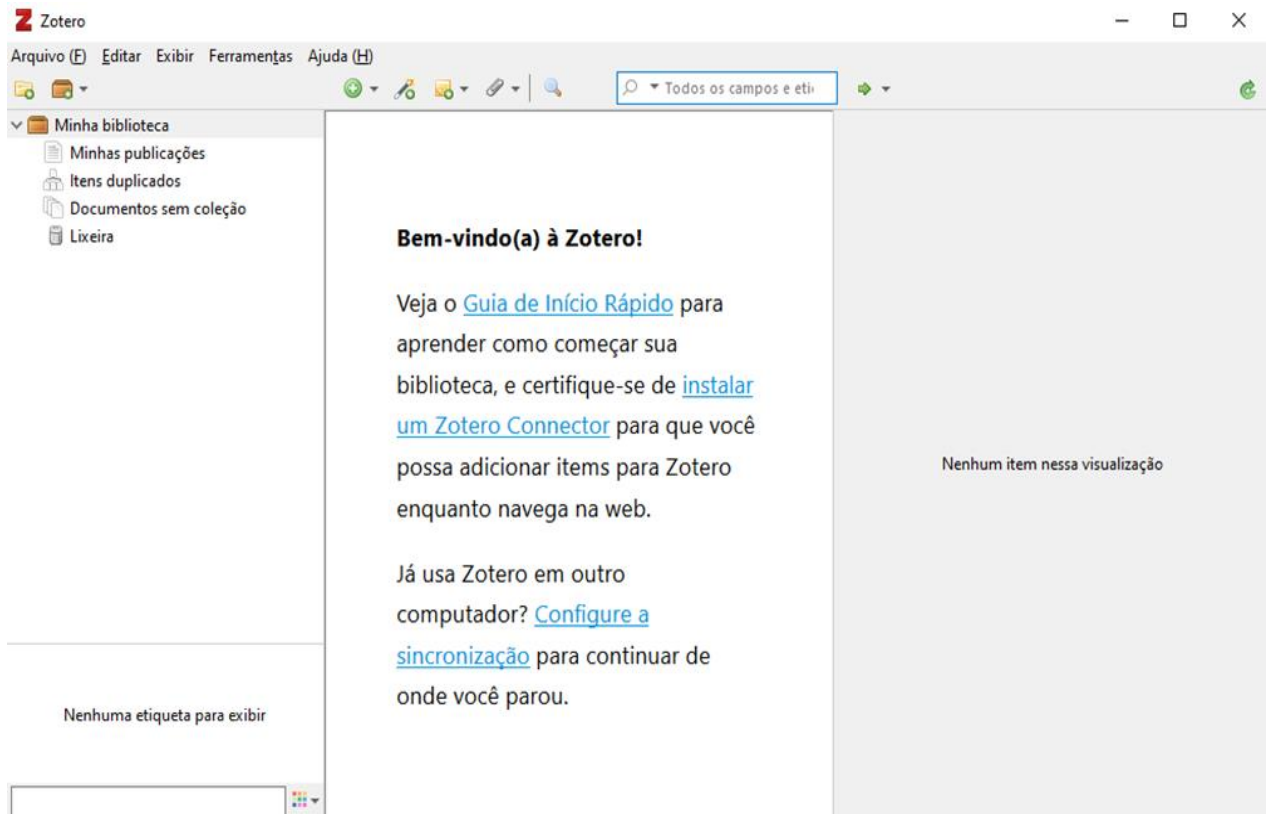 Zotero
Arquivo (F) Editar Exibir Ferramentas Ajuda (H)
Todos os campos e eti
Minha biblioteca
Minhas publicações
Itens duplicados
Documentos sem coleção
Lixeira
Bem-vindo(a) à Zotero!
Veja o Guia de Início Rápido para
aprender como começar sua
biblioteca, e certifique-se de instalar
um Zotero Connector para que você
possa adicionar items para Zotero
enquanto navega na web.
Já usa Zotero em outro
computador? Configure a
sincronização para continuar de
onde você parou.
Nenhum item nessa visualização
Nenhuma etiqueta para exibir